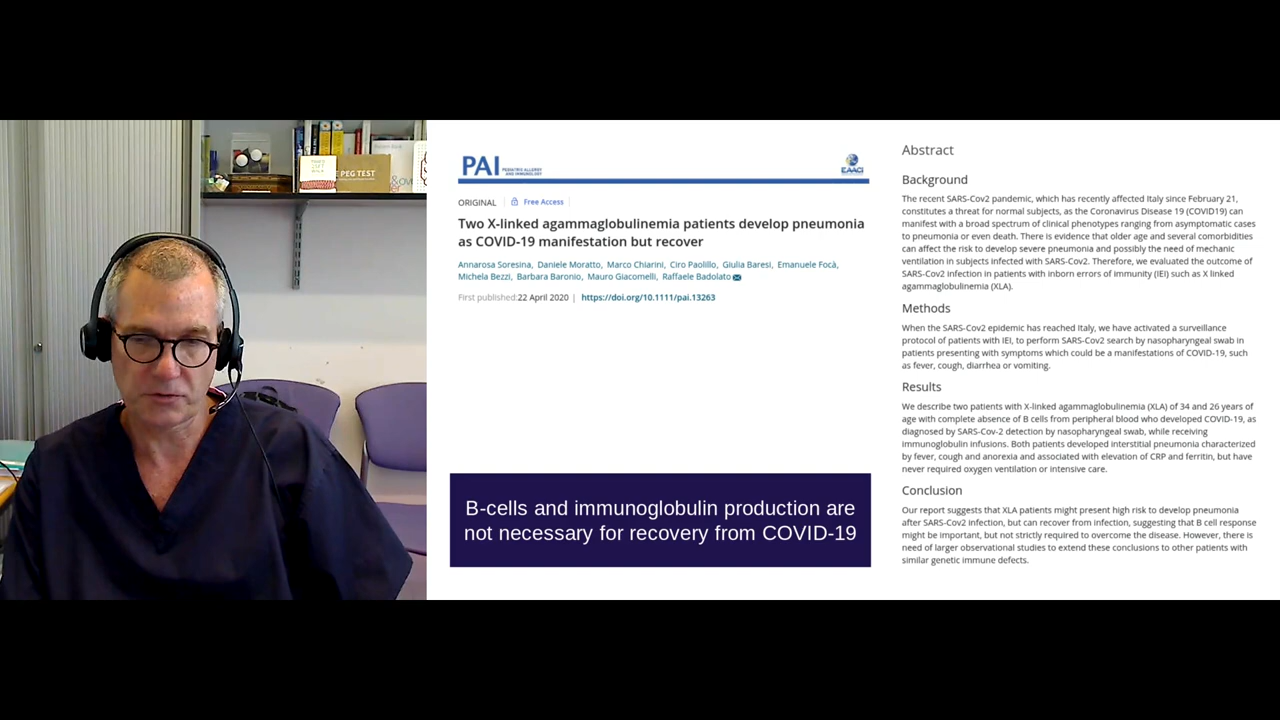 PEG TEST
PAI PEDIATRIC ALLERGY
AND IMMUNOLOGY
EAACI
ORIGINAL Free Access
Two X-linked agammaglobulinemia patients develop pneumonia
as COVID-19 manifestation but recover
Annarosa Soresina, Daniele Moratto, Marco Chiarini, Ciro Paolillo, Giulia Baresi, Emanuele Focà,
Michela Bezzi, Barbara Baronio, Mauro Giacomelli, Raffaele Badolato
First published:22 April 2020 | https://doi.org/10.1111/pai.13263
B-cells and immunoglobulin production are
not necessary for recovery from COVID-19
Abstract
Background
The recent SARS-Cov2 pandemic, which has recently affected Italy since February 21,
constitutes a threat for normal subjects, as the Coronavirus Disease 19 (COVID19) can
manifest with a broad spectrum of clinical phenotypes ranging from asymptomatic cases
to pneumonia or even death. There is evidence that older age and several comorbidities
can affect the risk to develop severe pneumonia and possibly the need of mechanic
ventilation in subjects infected with SARS-Cov2. Therefore, we evaluated the outcome of
SARS-Cov2 infection in patients with inborn errors of immunity (IEI) such as X linked
agammaglobulinemia (XLA).
Methods
When the SARS-Cov2 epidemic has reached Italy, we have activated a surveillance
protocol of patients with IEI, to perform SARS-Cov2 search by nasopharyngeal swab in
patients presenting with symptoms which could be a manifestations of COVID-19, such
as fever, cough, diarrhea or vomiting.
Results
We describe two patients with X-linked agammaglobulinemia (XLA) of 34 and 26 years of
age with complete absence of B cells from peripheral blood who developed COVID-19, as
diagnosed by SARS-Cov-2 detection by nasopharyngeal swab, while receiving
immunoglobulin infusions. Both patients developed interstitial pneumonia characterized
by fever, cough and anorexia and associated with elevation of CRP and ferritin, but have
never required oxygen ventilation or intensive care.
Conclusion
Our report suggests that XLA patients might present high risk to develop pneumonia
after SARS-Cov2 infection, but can recover from infection, suggesting that B cell response
might be important, but not strictly required to overcome the disease. However, there is
need of larger observational studies to extend these conclusions to other patients with
similar genetic immune defects.